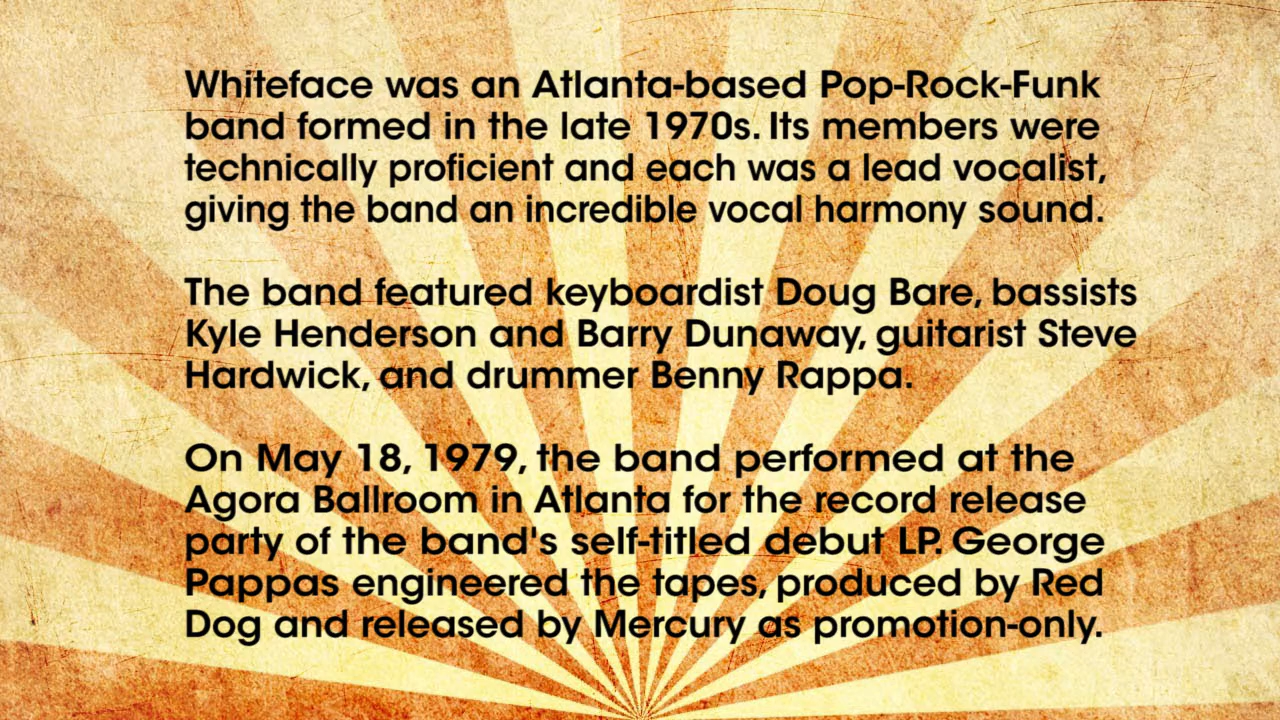 Whiteface was an Atlanta-based Pop-Rock-Funk
band formed in the late 1970s. Its members were
technically proficient and each was a lead vocalist,
giving the band an incredible vocal harmony sound.
The band featured keyboardist Doug Bare, bassists
Kyle Henderson and Barry Dunaway, guitarist Steve
Hardwick, and drummer Benny Rappa.
On May 18, 1979, the band performed at the
Agora Ballroom in Atlanta for the record release
party of the band's self-titled debut LP. George
Pappas engineered the tapes, produced by Red
Dog and released by Mercury as promotion-only.